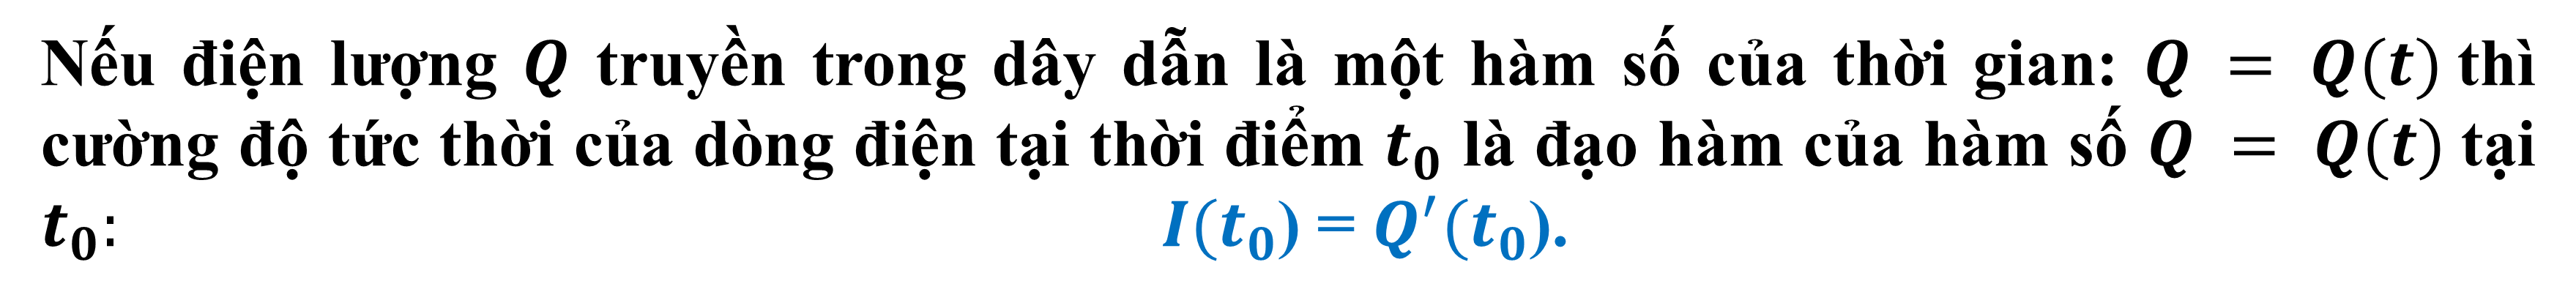 Nếu điện lượng Q truyền trong dây dẫn là một hàm số của thời gian: Q = Q(t) thì
cường độ tức thời của dòng điện tại thời điểm t₀ là đạo hàm của hàm số Q = Q(t) tại
t₀: I(t₀) = Q′(t₀).